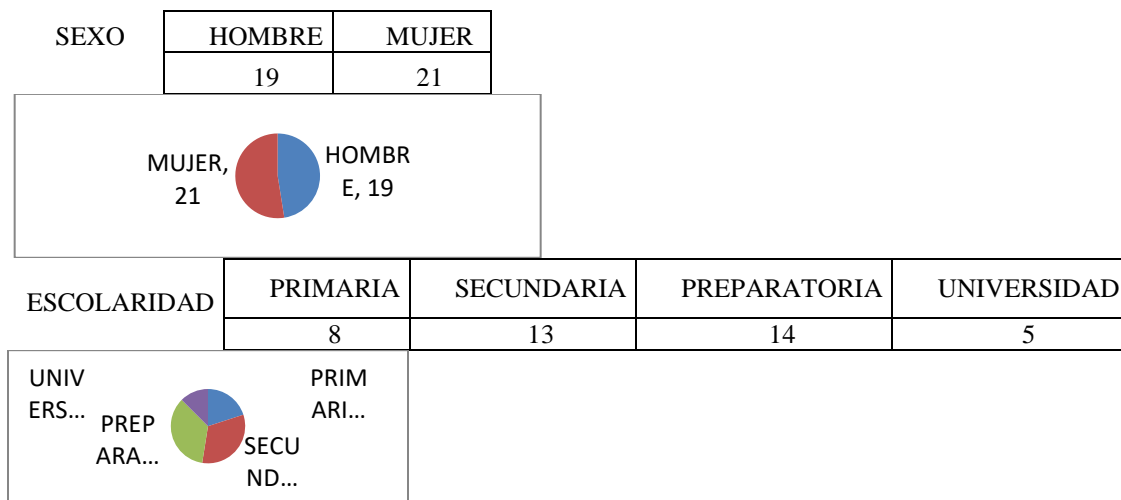 SEXO HOMBRE MUJER
19 21
MUJER,
21
HOMBR
E, 19
ESCOLARIDAD PRIMARIA SECUNDARIA PREPARATORIA UNIVERSIDAD
8 13 14 5
UNIV
ERS...
PREP
ARA...
PRIM
ARI...
SECU
ND...